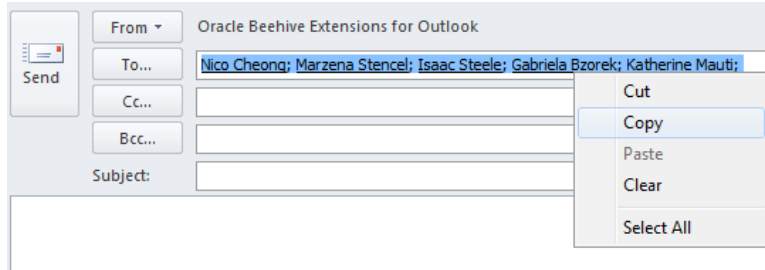 From Oracle Beehive Extensions for Outlook
Send
To... Nico Cheong; Marzena Stencel; Isaac Steele; Gabriela Bzorek; Katherine Mauti;
Cc...
Bcc...
Subject:
Cut
Copy
Paste
Clear
Select All